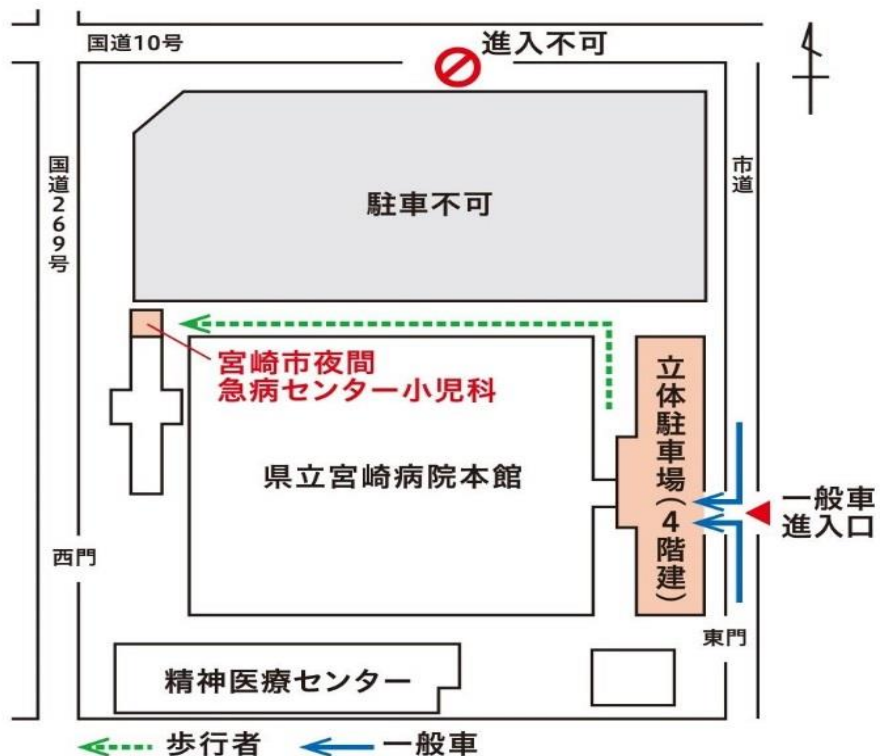 国道10号
進入不可
国道269号
駐車不可
市道
宮崎市夜間
急病センター小児科
立体駐車場(4階建)
県立宮崎病院本館
一般車
進入口
西門
東門
精神医療センター
歩行者
一般車